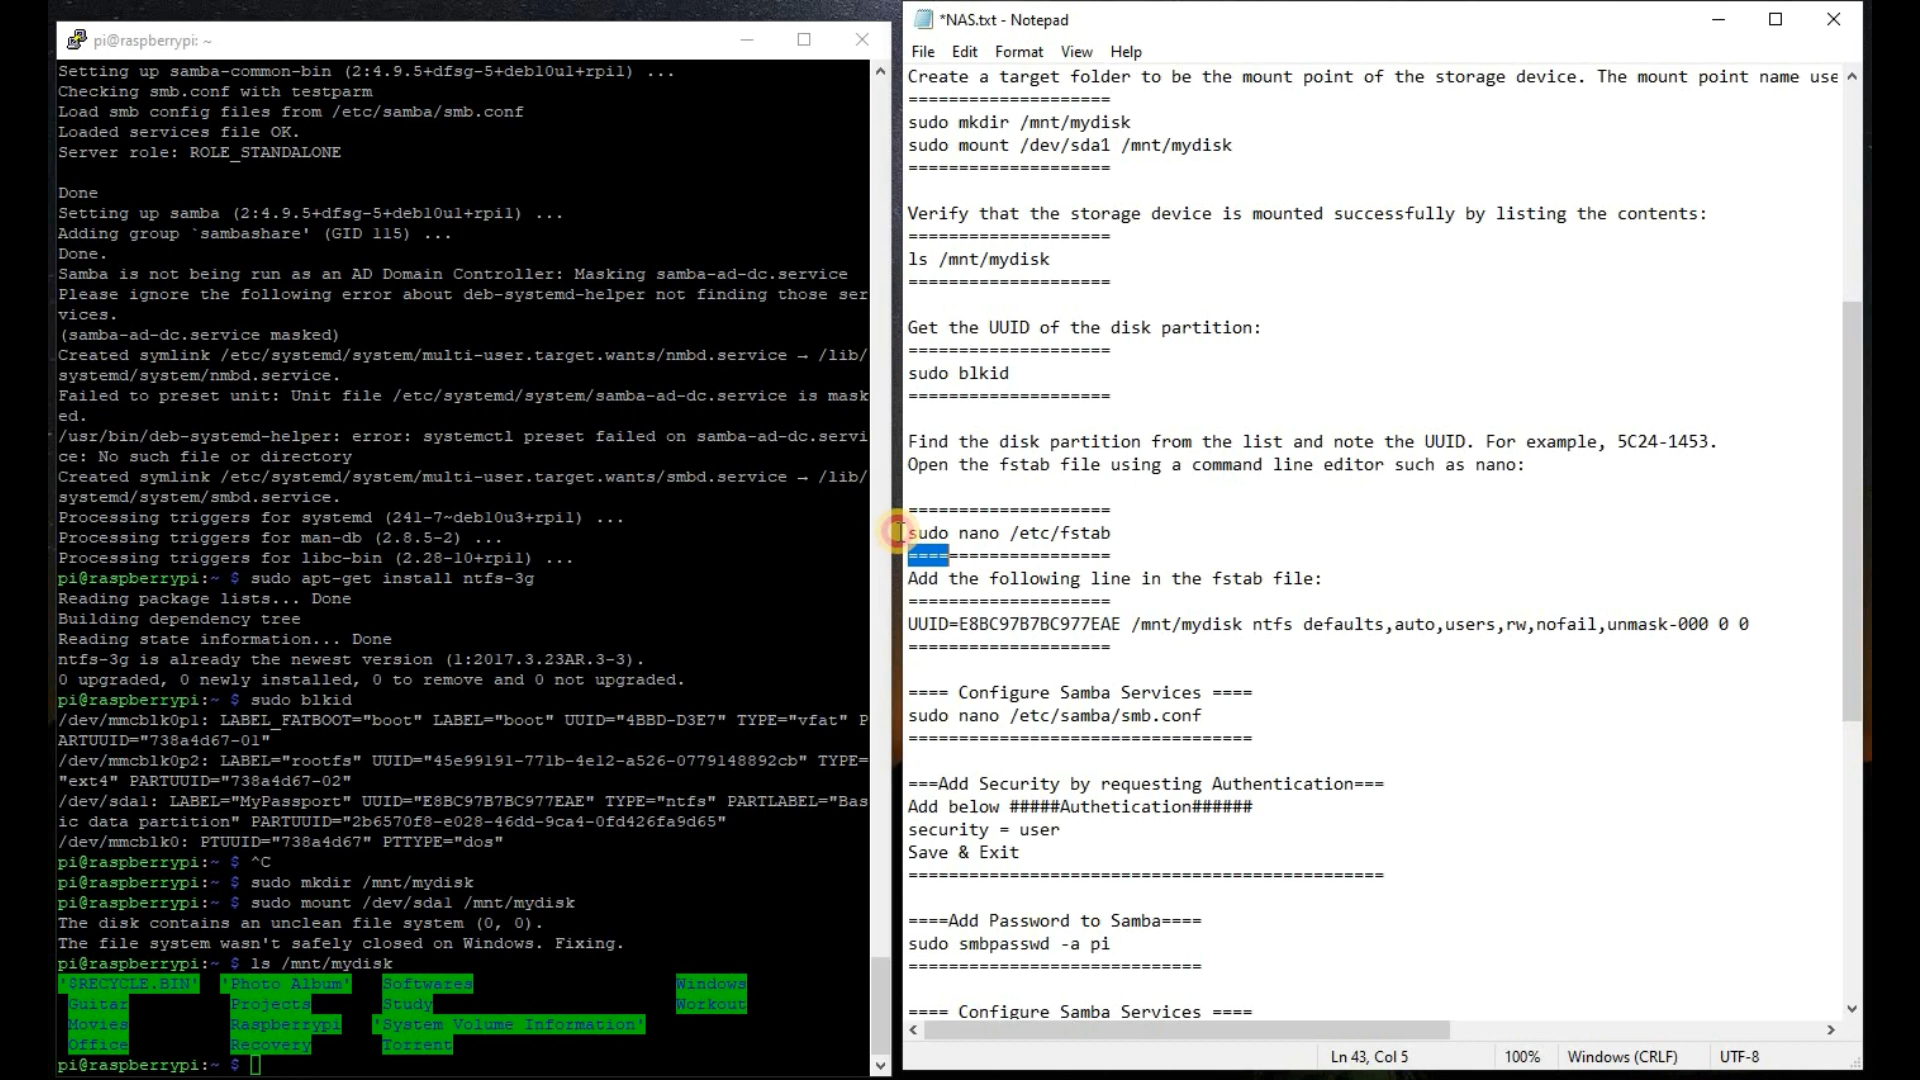 pi@raspberrypi: ~
Setting up samba-common-bin (2:4.9.5+dfsg-5+deb10u1+rpi1) ...
Checking smb.conf with testparm
Load smb config files from /etc/samba/smb.conf
Loaded services file OK.
Server role: ROLE_STANDALONE
Done
Setting up samba (2:4.9.5+dfsg-5+deb10u1+rpi1) ...
Adding group `sambashare' (GID 115) ...
Done.
Samba is not being run as an AD Domain Controller: Masking samba-ad-dc.service
Please ignore the following error about deb-systemd-helper not finding those ser
vices.
(samba-ad-dc.service masked)
Created symlink /etc/systemd/system/multi-user.target.wants/nmbd.service → /lib/
systemd/system/nmbd.service.
Failed to preset unit: Unit file /etc/systemd/system/samba-ad-dc.service is mask
ed.
/usr/bin/deb-systemd-helper: error: systemctl preset failed on samba-ad-dc.servi
ce: No such file or directory
Created symlink /etc/systemd/system/multi-user.target.wants/smbd.service → /lib/
systemd/system/smbd.service.
Processing triggers for systemd (241-7~deb10u3+rpi1) ...
Processing triggers for man-db (2.8.5-2) ...
Processing triggers for libc-bin (2.28-10+rpi1) ...
pi@raspberrypi:~ $ sudo apt-get install ntfs-3g
Reading package lists... Done
Building dependency tree
Reading state information... Done
ntfs-3g is already the newest version (1:2017.3.23AR.3-3).
0 upgraded, 0 newly installed, 0 to remove and 0 not upgraded.
pi@raspberrypi:~ $ sudo blkid
/dev/mmcblk0p1: LABEL_FATBOOT="boot" LABEL="boot" UUID="4BBD-D3E7" TYPE="vfat" P
ARTUUID="738a4d67-01"
/dev/mmcblk0p2: LABEL="rootfs" UUID="45e99191-771b-4e12-a526-0779148892cb" TYPE=
"ext4" PARTUUID="738a4d67-02"
/dev/sda1: LABEL="MyPassport" UUID="E8BC97B7BC977EAE" TYPE="ntfs" PARTLABEL="Bas
ic data partition" PARTUUID="2b6570f8-e028-46dd-9ca4-0fd426fa9d65"
/dev/mmcblk0: PTUUID="738a4d67" PTTYPE="dos"
pi@raspberrypi:~ $ ^C
pi@raspberrypi:~ $ sudo mkdir /mnt/mydisk
pi@raspberrypi:~ $ sudo mount /dev/sda1 /mnt/mydisk
The disk contains an unclean file system (0, 0).
The file system wasn't safely closed on Windows. Fixing.
pi@raspberrypi:~ $ ls /mnt/mydisk
'$RECYCLE.BIN' 'Photo Album' Softwares Windows
Guitar Projects Study Workout
Movies Raspberrypi 'System Volume Information'
Office Recovery Torrent
pi@raspberrypi:~ $
*NAS.txt - Notepad
File Edit Format View Help
Create a target folder to be the mount point of the storage device. The mount point name use
====================
sudo mkdir /mnt/mydisk
sudo mount /dev/sda1 /mnt/mydisk
====================
Verify that the storage device is mounted successfully by listing the contents:
====================
ls /mnt/mydisk
====================
Get the UUID of the disk partition:
====================
sudo blkid
====================
Find the disk partition from the list and note the UUID. For example, 5C24-1453.
Open the fstab file using a command line editor such as nano:
====================
sudo nano /etc/fstab
====================
Add the following line in the fstab file:
====================
UUID=E8BC97B7BC977EAE /mnt/mydisk ntfs defaults,auto,users,rw,nofail,unmask-000 0 0
====================
==== Configure Samba Services ====
sudo nano /etc/samba/smb.conf
==================================
===Add Security by requesting Authentication===
Add below #####Authetication######
security = user
Save & Exit
===============================================
====Add Password to Samba====
sudo smbpasswd -a pi
=============================
==== Configure Samba Services ====
Ln 43, Col 5 100% Windows (CRLF) UTF-8